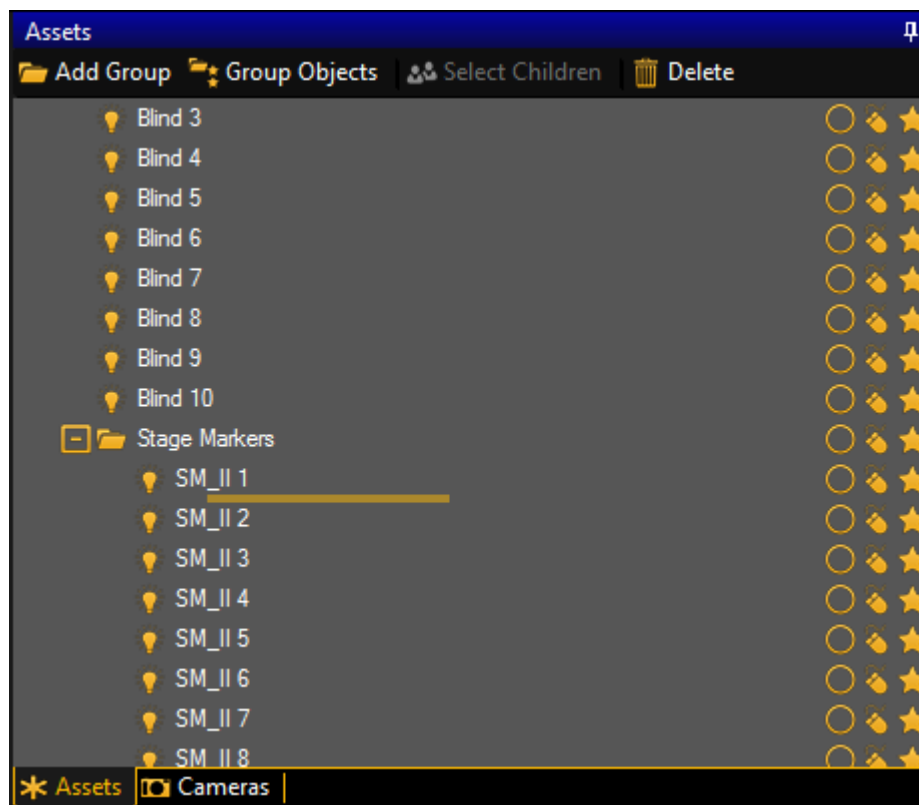 Assets
Add Group Group Objects Select Children Delete
Blind 3
Blind 4
Blind 5
Blind 6
Blind 7
Blind 8
Blind 9
Blind 10
Stage Markers
SM_II 1
SM_II 2
SM_II 3
SM_II 4
SM_II 5
SM_II 6
SM_II 7
SM_II 8
Assets Cameras